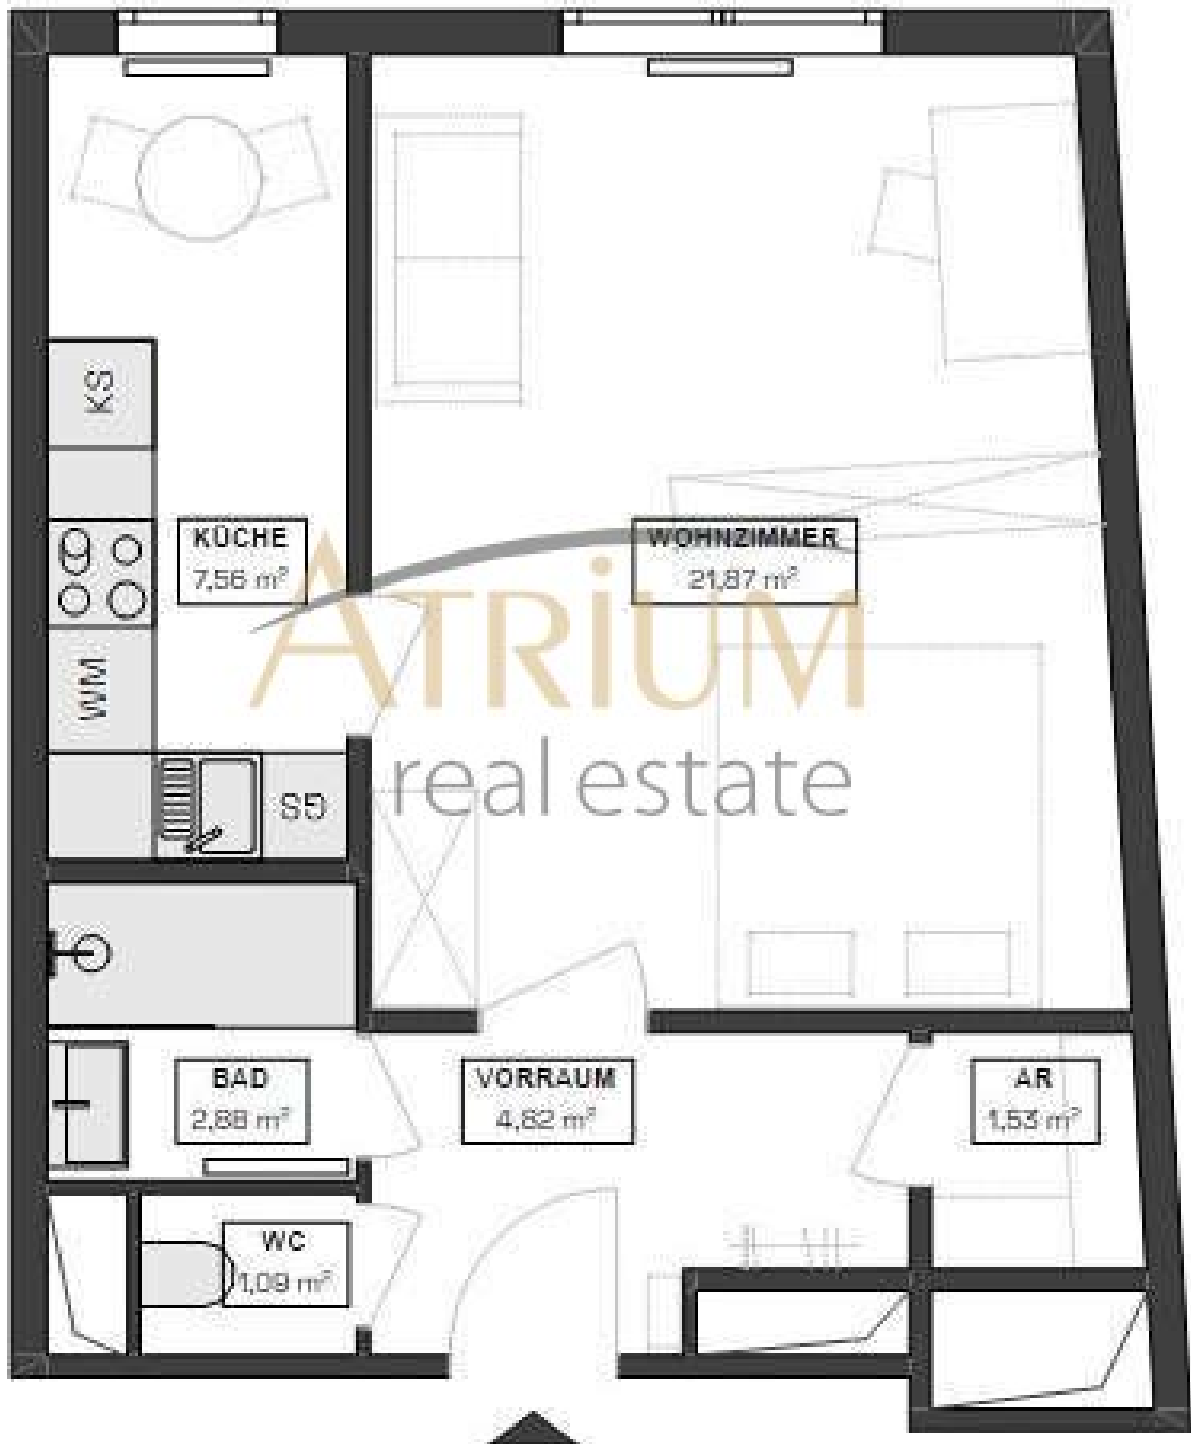 KS
KÜCHE
7,56 m²
WOHNZIMMER
21,87 m²
ATRIUM
real estate
WM
GS
BAD
2,88 m²
VORRAUM
4,82 m²
AR
1,53 m²
WC
1,09 m²